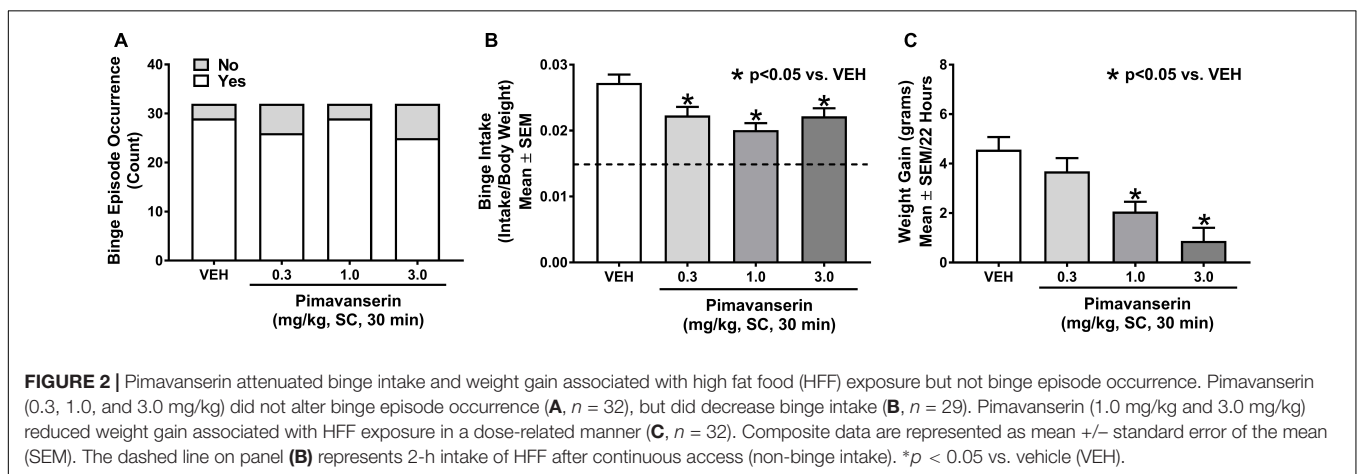 A
No
Yes
Binge Episode Occurrence
(Count)
40
30
20
10
0
VEH 0.3 1.0 3.0
Pimavanserin
(mg/kg, SC, 30 min)
B
* p<0.05 vs. VEH
Binge Intake
(Intake/Body Weight)
Mean ± SEM
0.03
0.02
0.01
0.00
* * *
VEH 0.3 1.0 3.0
Pimavanserin
(mg/kg, SC, 30 min)
C
* p<0.05 vs. VEH
Weight Gain (grams)
Mean ± SEM/22 Hours
8
6
4
2
0
* *
VEH 0.3 1.0 3.0
Pimavanserin
(mg/kg, SC, 30 min)
FIGURE 2 | Pimavanserin attenuated binge intake and weight gain associated with high fat food (HFF) exposure but not binge episode occurrence. Pimavanserin
(0.3, 1.0, and 3.0 mg/kg) did not alter binge episode occurrence (A, n = 32), but did decrease binge intake (B, n = 29). Pimavanserin (1.0 mg/kg and 3.0 mg/kg)
reduced weight gain associated with HFF exposure in a dose-related manner (C, n = 32). Composite data are represented as mean +/– standard error of the mean
(SEM). The dashed line on panel (B) represents 2-h intake of HFF after continuous access (non-binge intake). *p < 0.05 vs. vehicle (VEH).